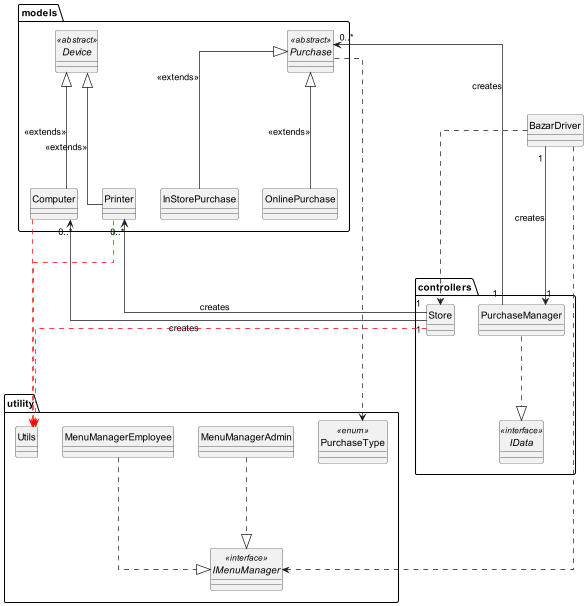 models
«abstract»
Device
«abstract»
Purchase
0..*
«extends»
creates
BazarDriver
«extends»
«extends»
«extends»
1
Computer
Printer
InStorePurchase
OnlinePurchase
creates
0..*
0..*
controllers
1
1
1
creates
Store
PurchaseManager
creates
1
utility
Utils
MenuManagerEmployee
MenuManagerAdmin
«enum»
PurchaseType
«interface»
IData
«interface»
IMenuManager